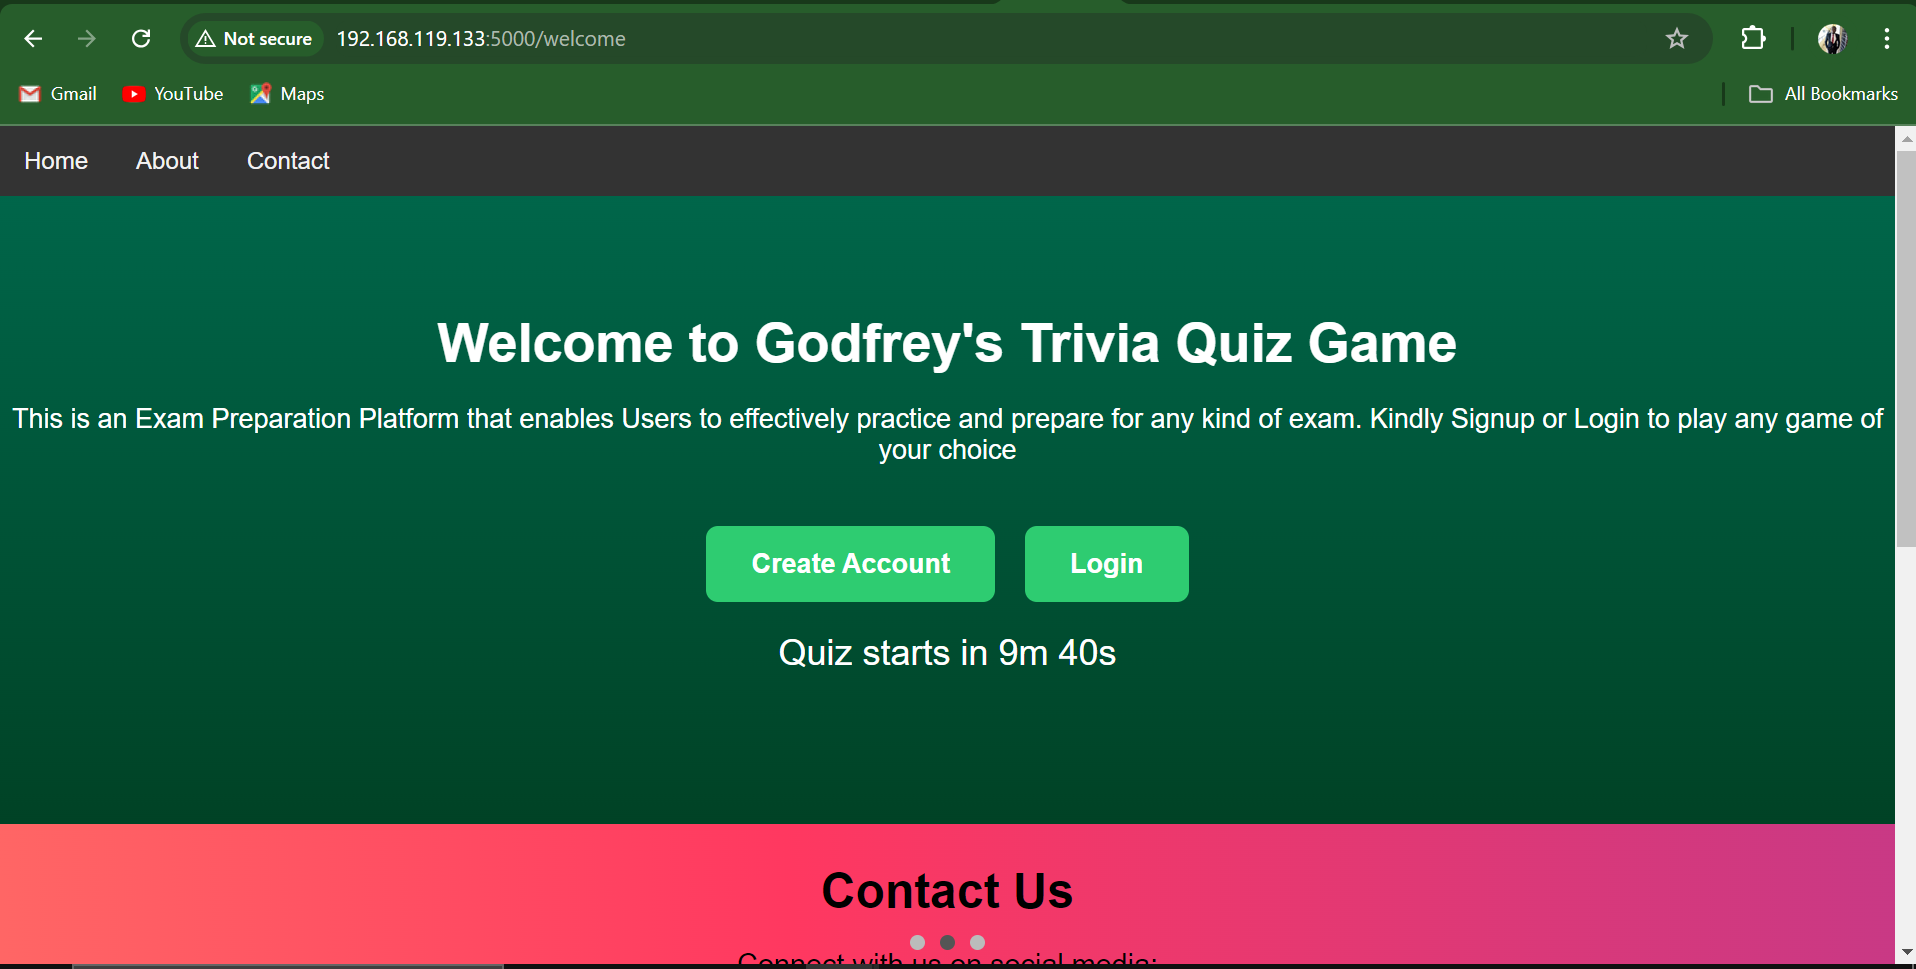 Not secure 192.168.119.133:5000/welcome
Gmail YouTube Maps All Bookmarks
Home About Contact
Welcome to Godfrey's Trivia Quiz Game
This is an Exam Preparation Platform that enables Users to effectively practice and prepare for any kind of exam. Kindly Signup or Login to play any game of
your choice
Create Account Login
Quiz starts in 9m 40s
Contact Us
Connect with us on social media: